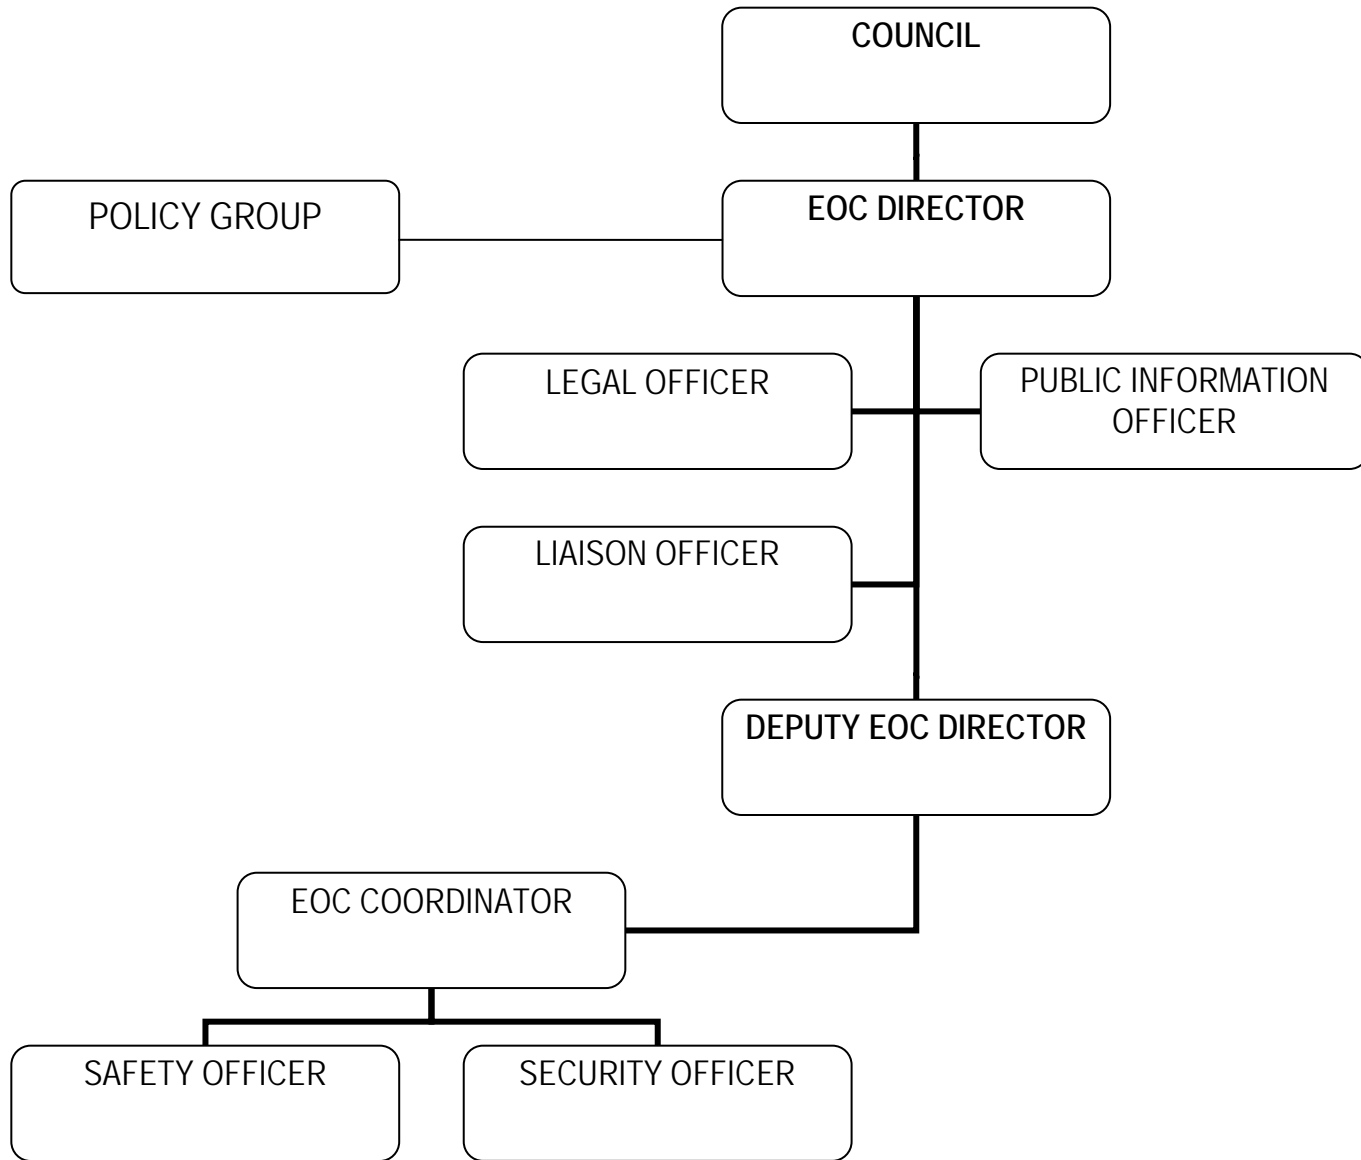 COUNCIL
POLICY GROUP
EOC DIRECTOR
LEGAL OFFICER
PUBLIC INFORMATION
OFFICER
LIAISON OFFICER
DEPUTY EOC DIRECTOR
EOC COORDINATOR
SAFETY OFFICER
SECURITY OFFICER